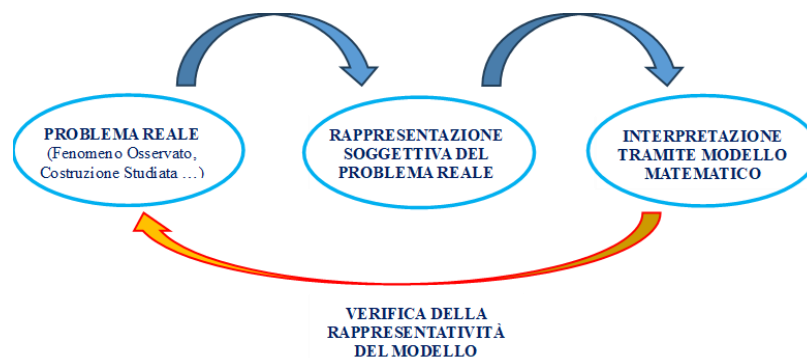 PROBLEMA REALE
(Fenomeno Osservato,
Costruzione Studiata ...)
RAPPRESENTAZIONE
SOGGETTIVA DEL
PROBLEMA REALE
INTERPRETAZIONE
TRAMITE MODELLO
MATEMATICO
VERIFICA DELLA
RAPPRESENTATIVITÀ
DEL MODELLO